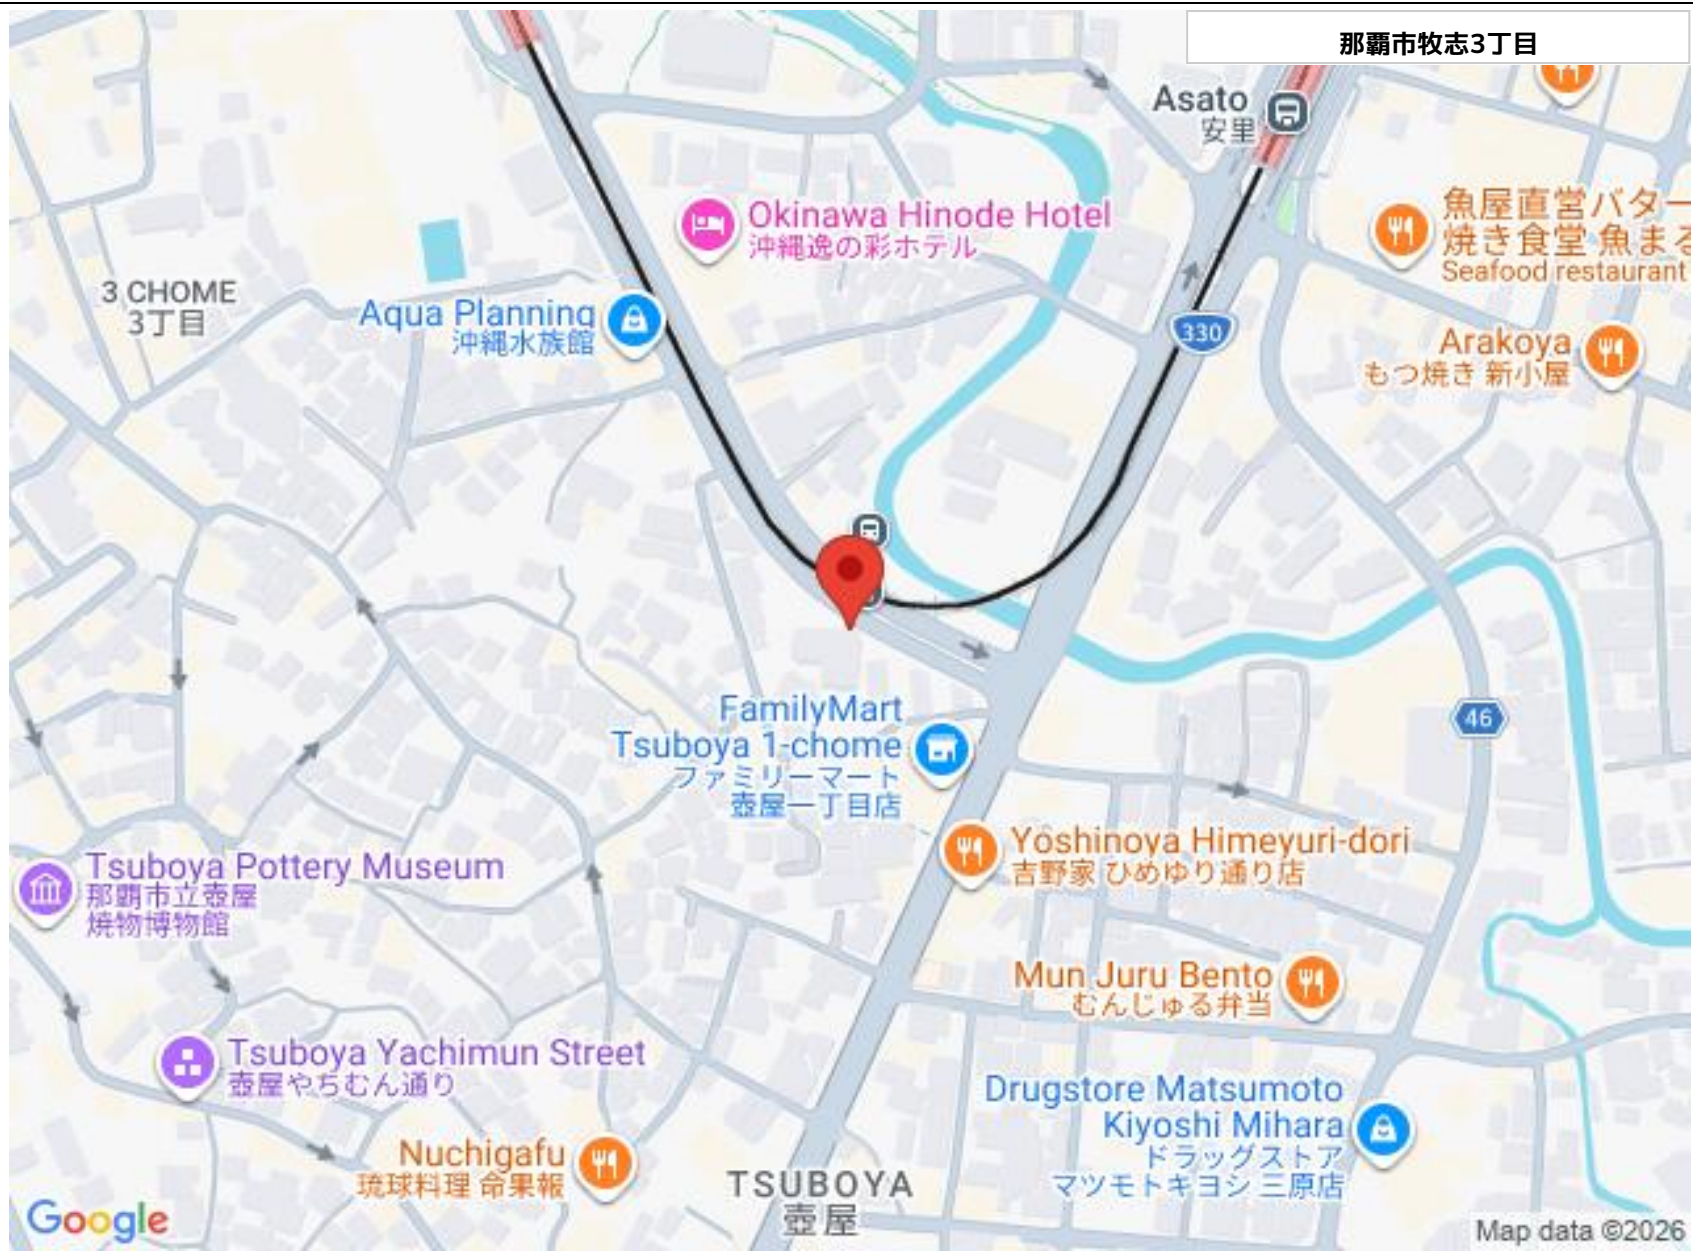 那覇市牧志3丁目
Asato
安里
Okinawa Hinode Hotel
沖縄逸の彩ホテル
魚屋直営バター
焼き食堂 魚まる
Seafood restaurant
3 CHOME
3丁目
Aqua Planning
沖縄水族館
330
Arakoya
もつ焼き 新小屋
FamilyMart
Tsuboya 1-chome
ファミリーマート
壺屋一丁目店
46
Yoshinoya Himeyuri-dori
吉野家 ひめゆり通り店
Tsuboya Pottery Museum
那覇市立壺屋
焼物博物館
Mun Juru Bento
むんじゅる弁当
Tsuboya Yachimun Street
壺屋やちむん通り
Drugstore Matsumoto
Kiyoshi Mihara
ドラッグストア
マツモトキヨシ 三原店
Nuchigafu
琉球料理 命果報
TSUBOYA
壺屋
Google
Map data ©2026